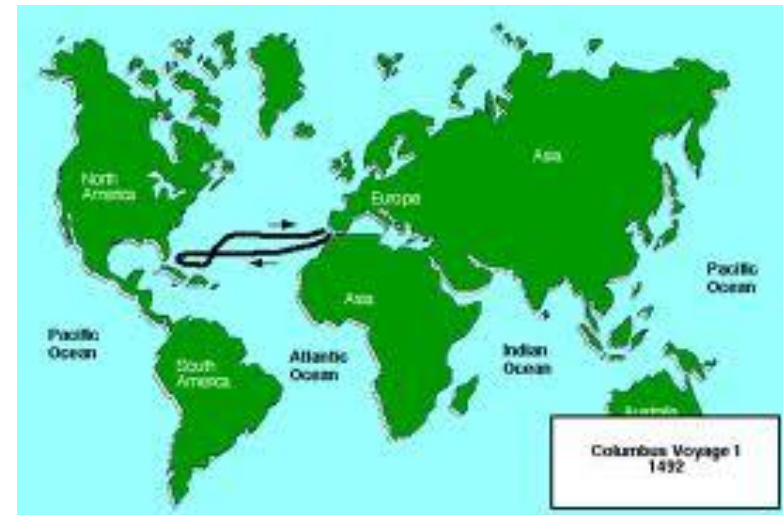 North
America
Europe
Asia
Asia
Pacific
Ocean
Pacific
Ocean
Atlantic
Ocean
Indian
Ocean
South
America
Australia
Columbus Voyage 1
1492